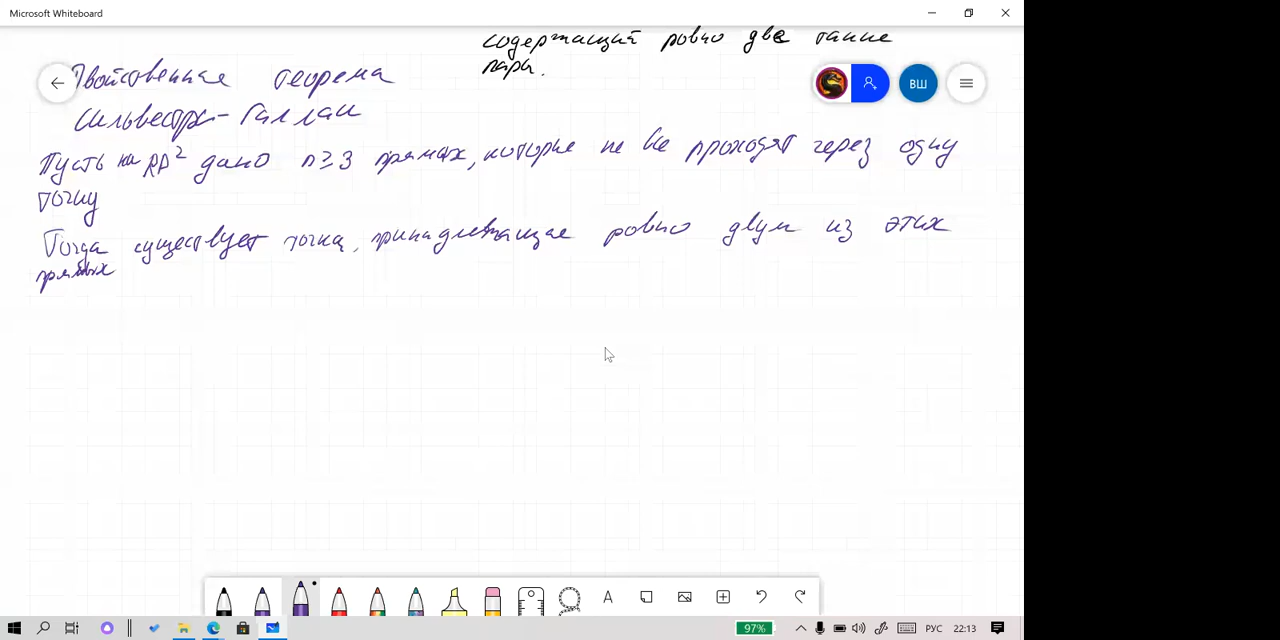 Microsoft Whiteboard
содержащий ровно две такие
пары.
Двойственная теорема
Сильвестра-Галлаи
ВШ
Пусть на RP² дано n≥3 прямых, которые не все проходят через одну
точку
Тогда существует точка, принадлежащая ровно двум из этих
прямых
A
97%
РУС
22:13